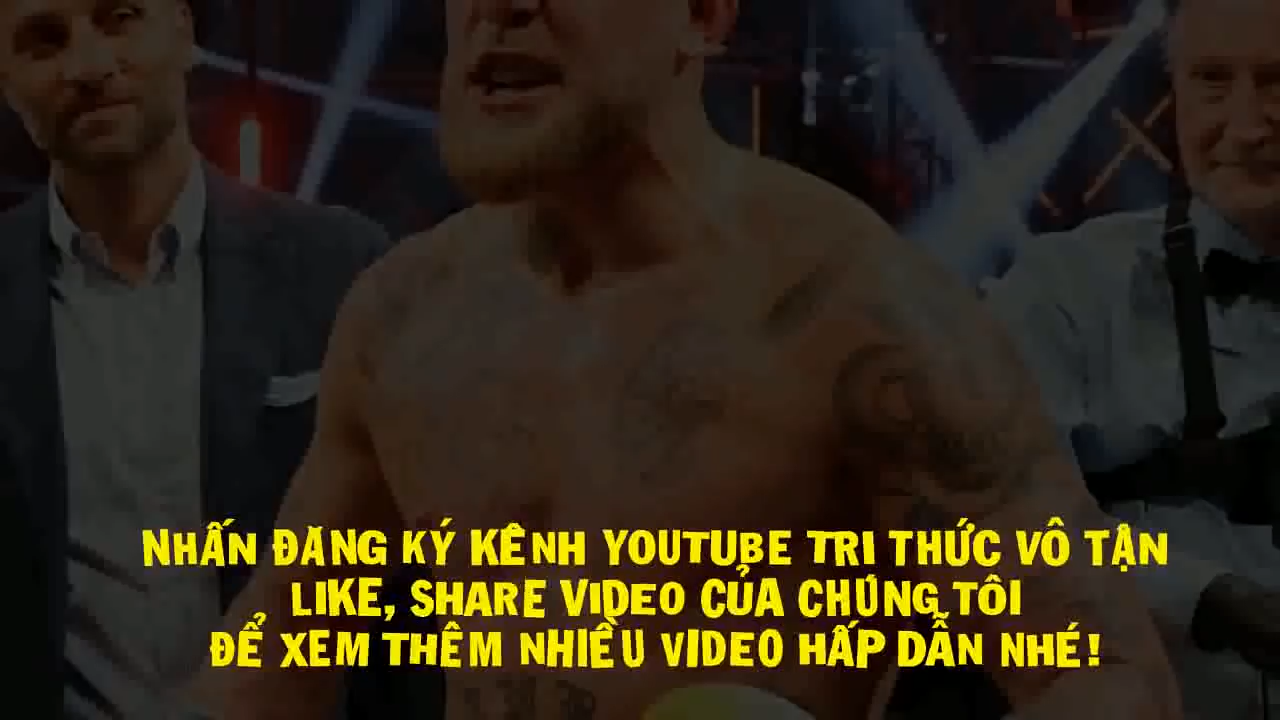 NHẤN ĐĂNG KÝ KÊNH YOUTUBE TRI THỨC VÔ TẬN
LIKE, SHARE VIDEO CỦA CHÚNG TÔI
ĐỂ XEM THÊM NHIỀU VIDEO HẤP DẪN NHÉ!